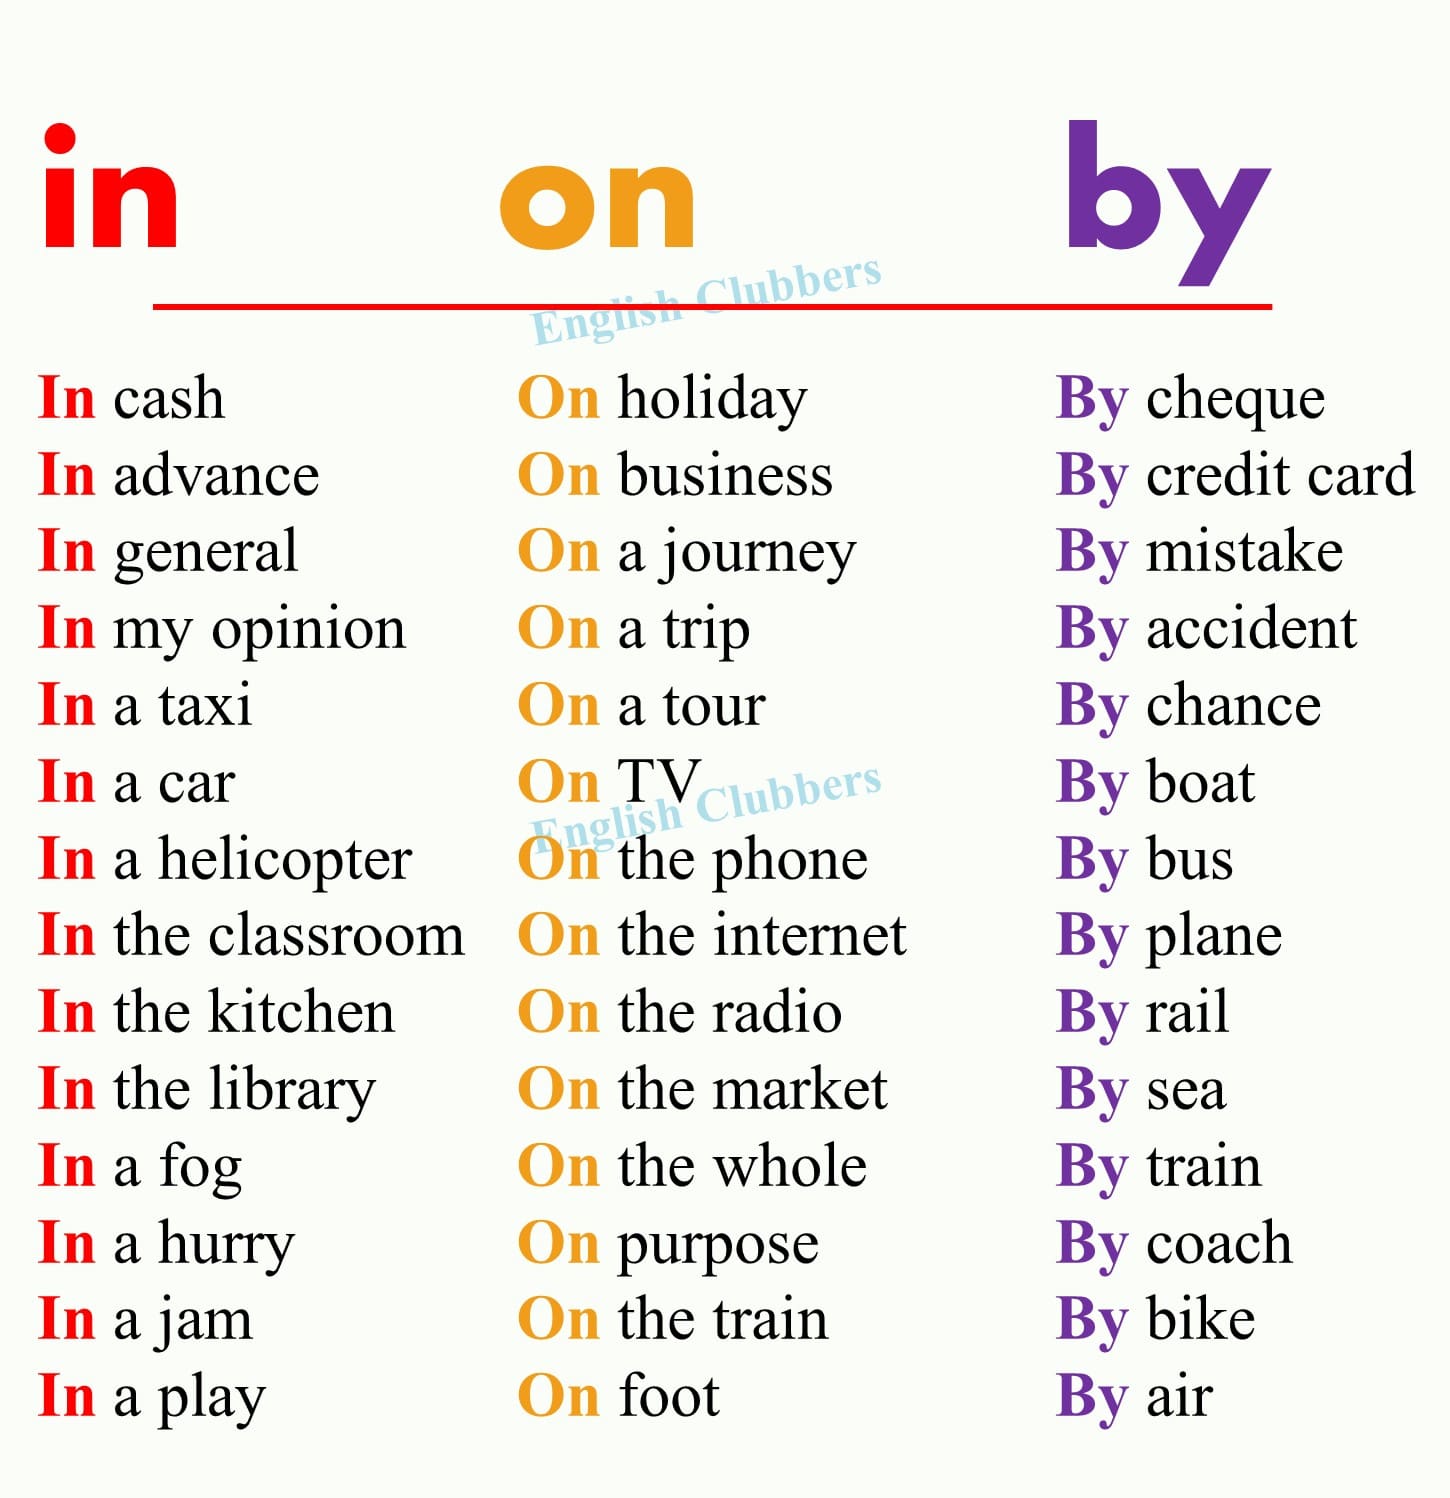 in on by
English Clubbers
In cash On holiday By cheque
In advance On business By credit card
In general On a journey By mistake
In my opinion On a trip By accident
In a taxi On a tour By chance
In a car On TV By boat
English Clubbers
In a helicopter On the phone By bus
In the classroom On the internet By plane
In the kitchen On the radio By rail
In the library On the market By sea
In a fog On the whole By train
In a hurry On purpose By coach
In a jam On the train By bike
In a play On foot By air